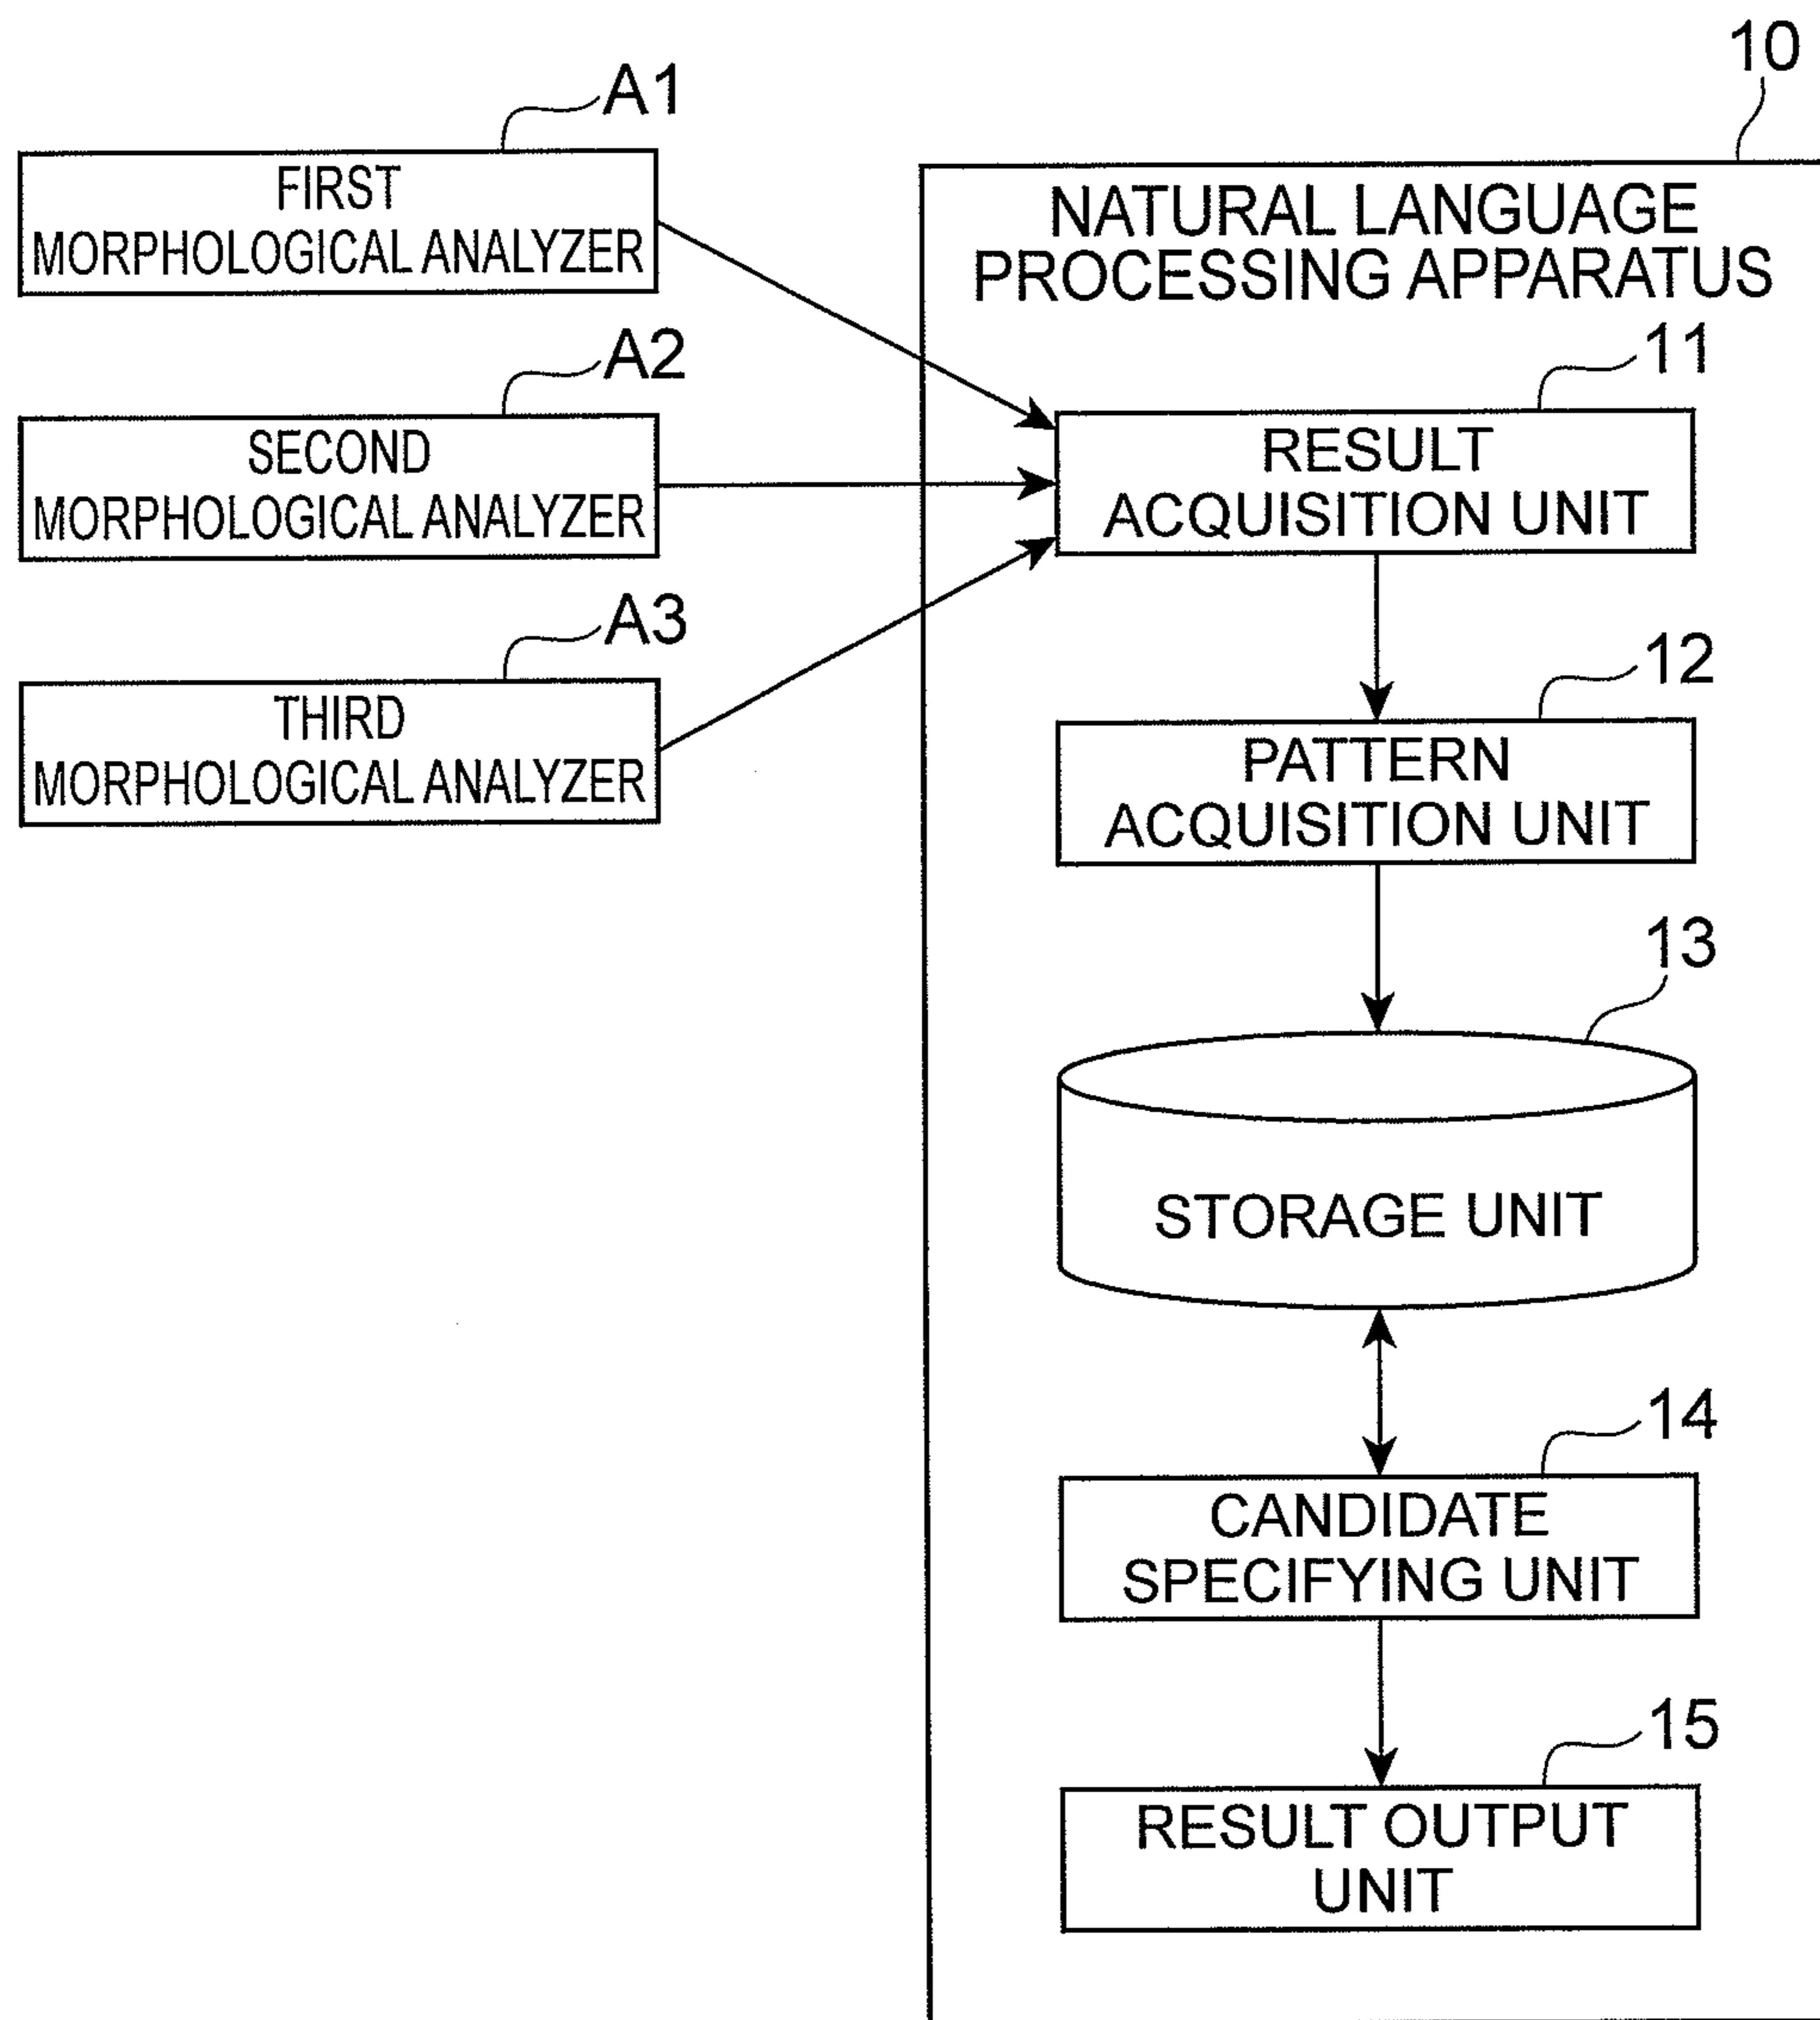 10
A1
FIRST
MORPHOLOGICAL ANALYZER
NATURAL LANGUAGE
PROCESSING APPARATUS
A2
SECOND
MORPHOLOGICAL ANALYZER
11
RESULT
ACQUISITION UNIT
A3
THIRD
MORPHOLOGICAL ANALYZER
12
PATTERN
ACQUISITION UNIT
13
STORAGE UNIT
14
CANDIDATE
SPECIFYING UNIT
15
RESULT OUTPUT
UNIT